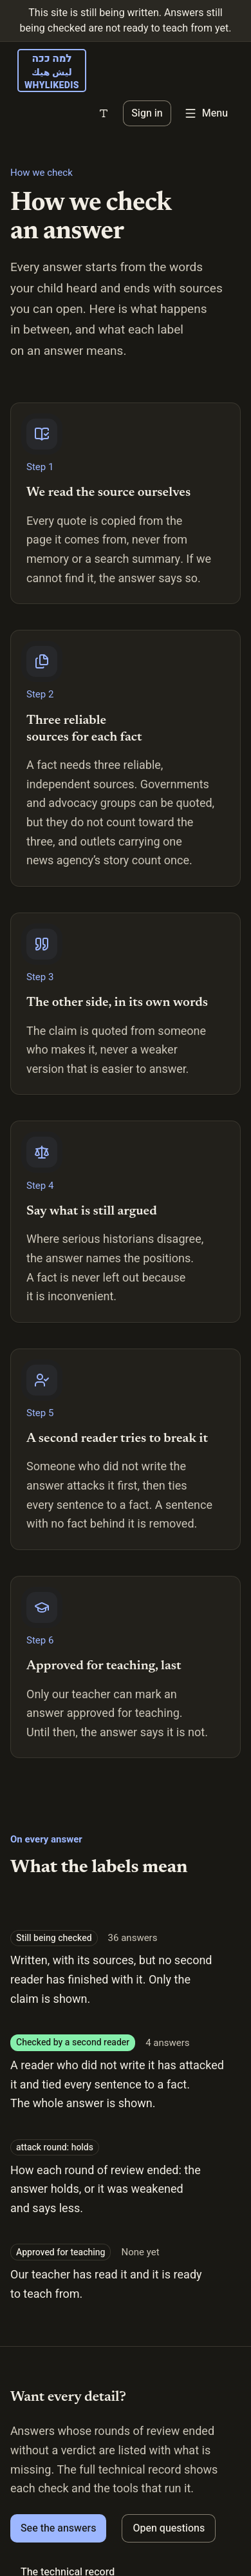 This site is still being written. Answers still
being checked are not ready to teach from yet.
למה ככה
ليش هيك
WHYLIKEDIS
T
Sign in
Menu
How we check
How we check
an answer
Every answer starts from the words
your child heard and ends with sources
you can open. Here is what happens
in between, and what each label
on an answer means.
Step 1
We read the source ourselves
Every quote is copied from the
page it comes from, never from
memory or a search summary. If we
cannot find it, the answer says so.
Step 2
Three reliable
sources for each fact
A fact needs three reliable,
independent sources. Governments
and advocacy groups can be quoted,
but they do not count toward the
three, and outlets carrying one
news agency’s story count once.
Step 3
The other side, in its own words
The claim is quoted from someone
who makes it, never a weaker
version that is easier to answer.
Step 4
Say what is still argued
Where serious historians disagree,
the answer names the positions.
A fact is never left out because
it is inconvenient.
Step 5
A second reader tries to break it
Someone who did not write the
answer attacks it first, then ties
every sentence to a fact. A sentence
with no fact behind it is removed.
Step 6
Approved for teaching, last
Only our teacher can mark an
answer approved for teaching.
Until then, the answer says it is not.
On every answer
What the labels mean
Still being checked 36 answers
Written, with its sources, but no second
reader has finished with it. Only the
claim is shown.
Checked by a second reader 4 answers
A reader who did not write it has attacked
it and tied every sentence to a fact.
The whole answer is shown.
attack round: holds
How each round of review ended: the
answer holds, or it was weakened
and says less.
Approved for teaching None yet
Our teacher has read it and it is ready
to teach from.
Want every detail?
Answers whose rounds of review ended
without a verdict are listed with what is
missing. The full technical record shows
each check and the tools that run it.
See the answers
Open questions
The technical record